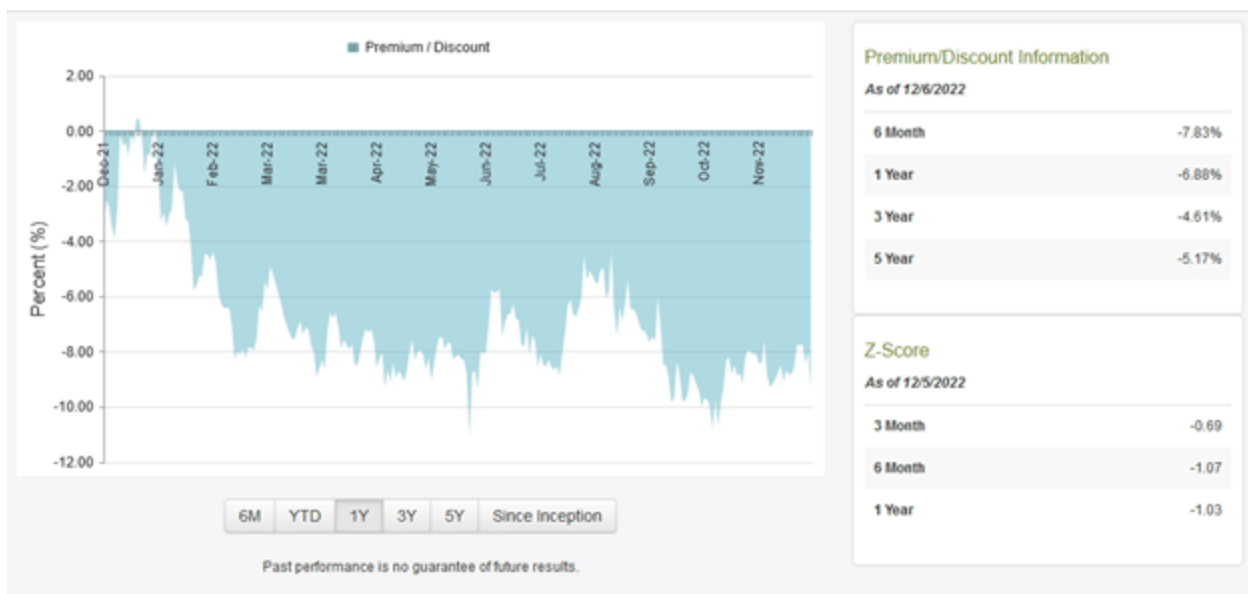 Premium / Discount
2.00
0.00
-2.00
-4.00
-6.00
-8.00
-10.00
-12.00
Percent (%)
Dec-21
Jan-22
Feb-22
Mar-22
Mar-22
Apr-22
May-22
Jun-22
Jul-22
Aug-22
Sep-22
Oct-22
Nov-22
6M YTD 1Y 3Y 5Y Since Inception
Past performance is no guarantee of future results.
Premium/Discount Information
As of 12/6/2022
6 Month -7.83%
1 Year -6.88%
3 Year -4.61%
5 Year -5.17%
Z-Score
As of 12/5/2022
3 Month -0.69
6 Month -1.07
1 Year -1.03